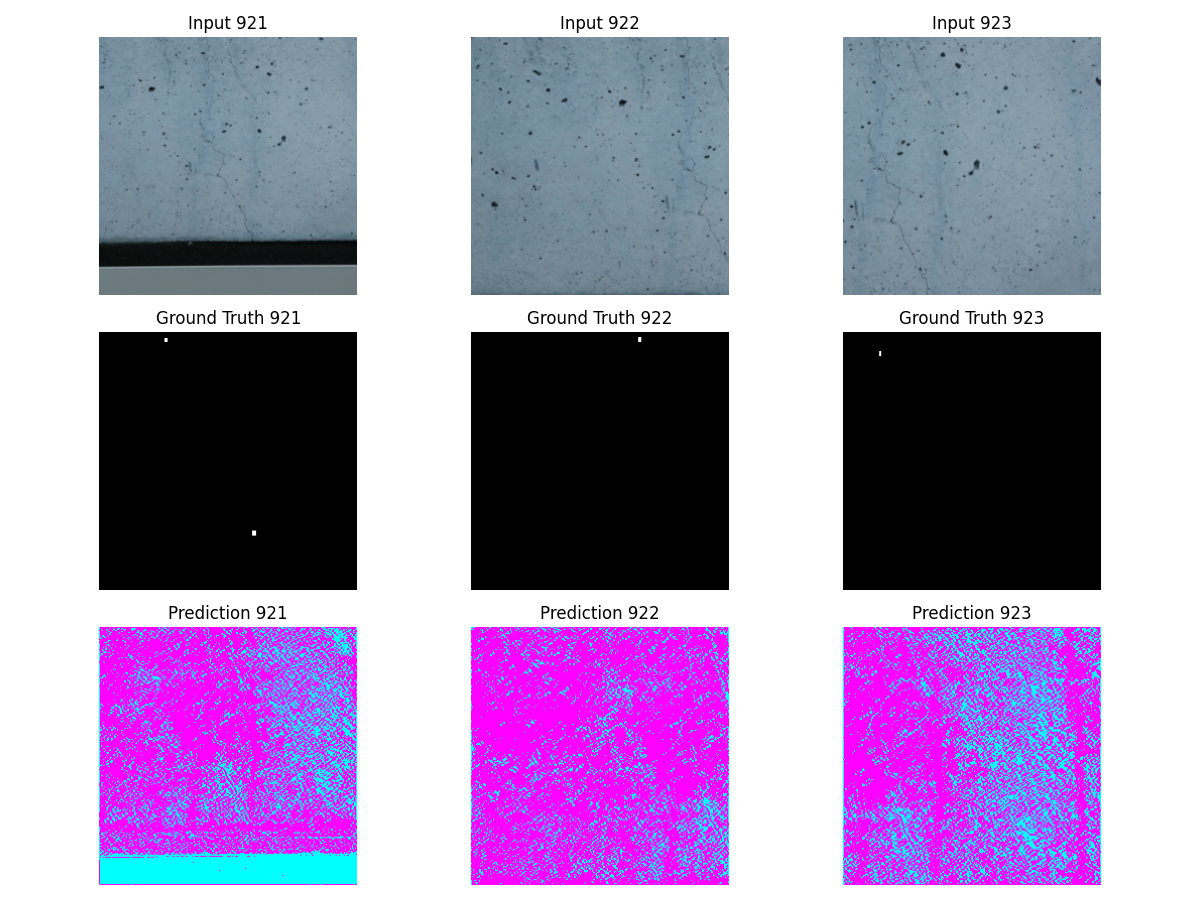 Input 921
Input 922
Input 923
Ground Truth 921
Ground Truth 922
Ground Truth 923
Prediction 921
Prediction 922
Prediction 923